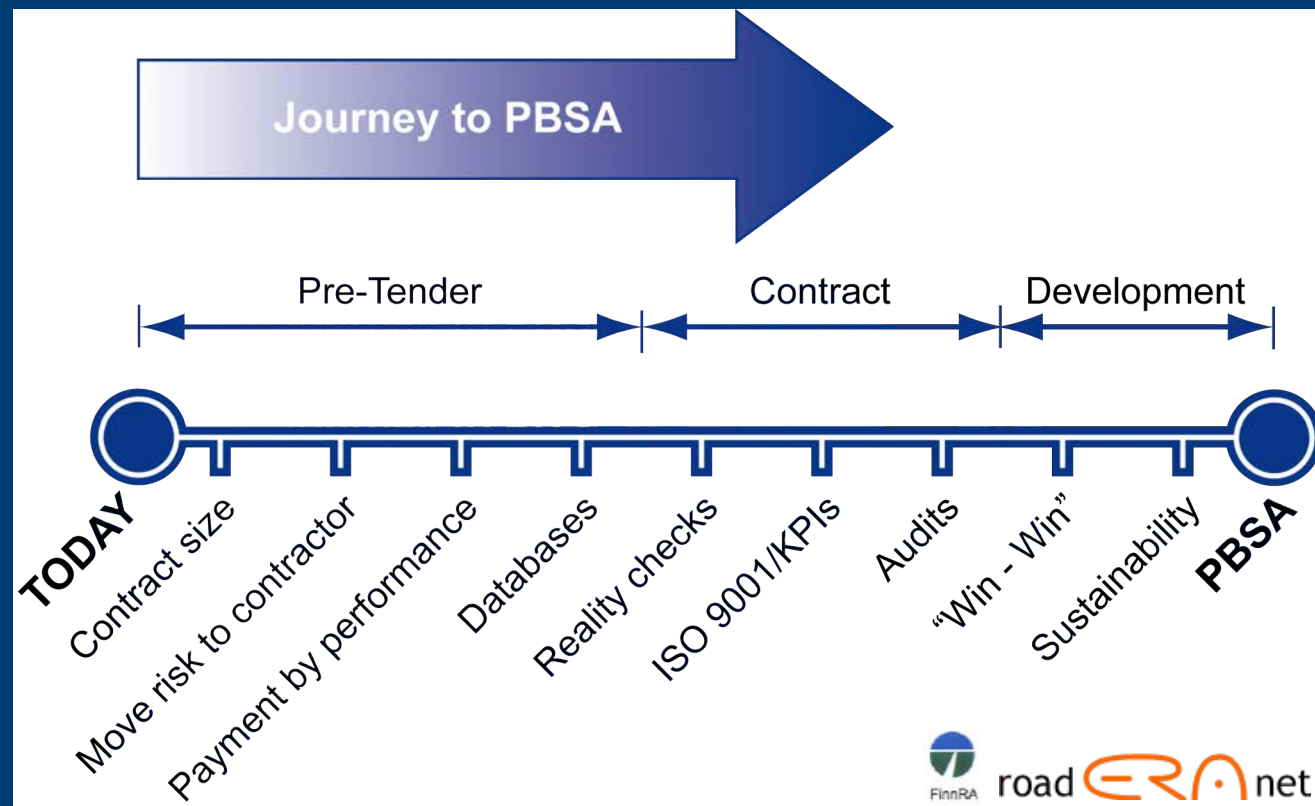 Journey to PBSA
Pre-Tender
Contract
Development
TODAY
Contract size
Move risk to contractor
Payment by performance
Databases
Reality checks
ISO 9001/KPIs
Audits
“Win - Win”
Sustainability
PBSA
FinnRA
road ERA net